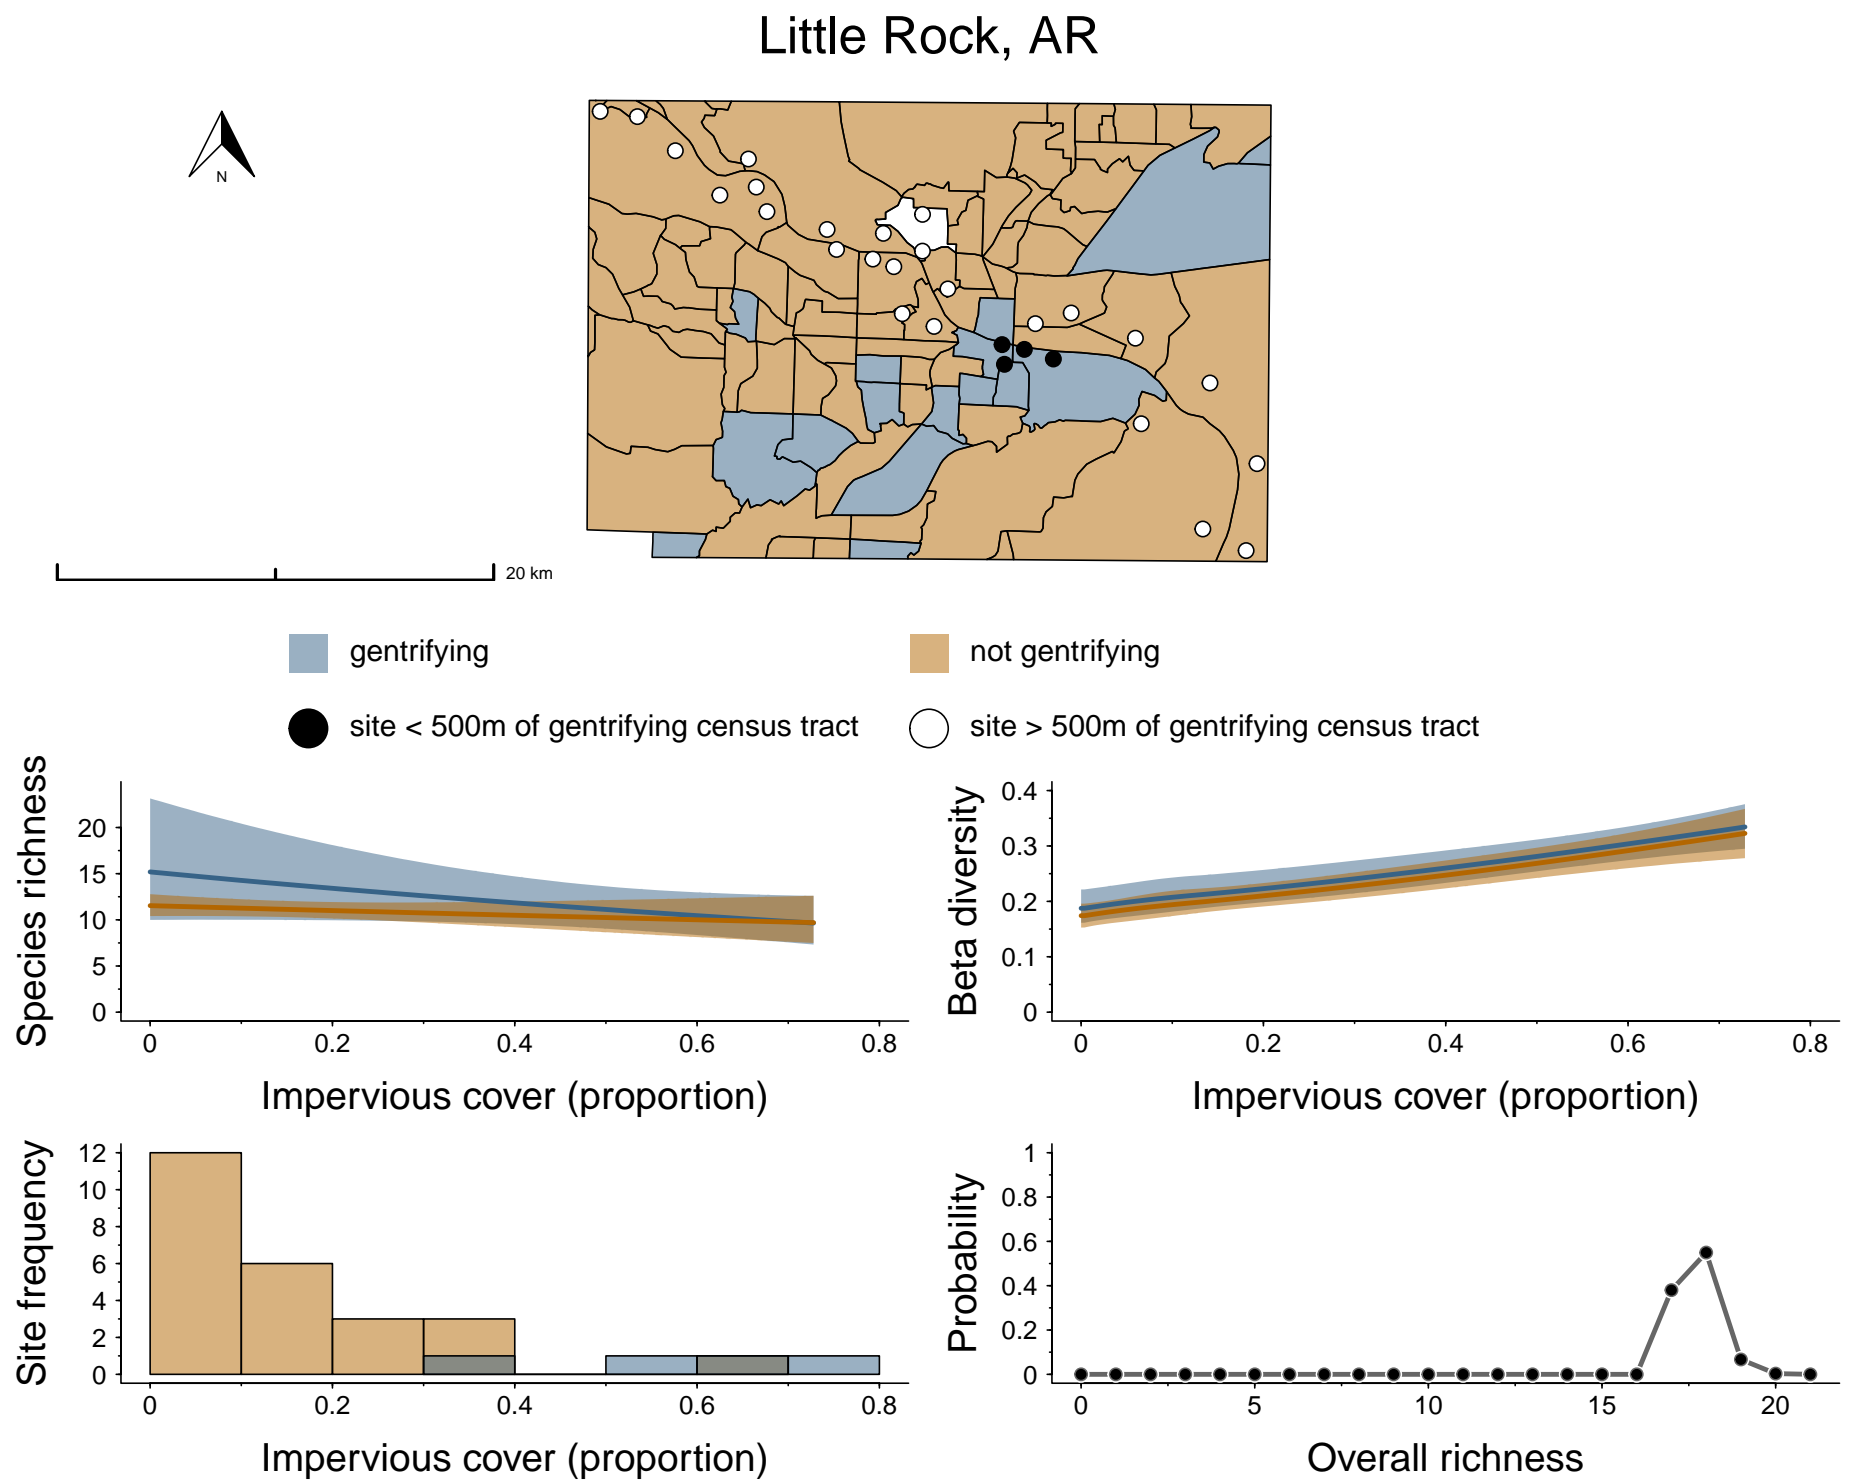 Little Rock, AR
N
20 km
gentrifying
not gentrifying
site < 500m of gentrifying census tract
site > 500m of gentrifying census tract
Species richness
20
15
10
5
0
0 0.2 0.4 0.6 0.8
Impervious cover (proportion)
Beta diversity
0.4
0.3
0.2
0.1
0
0 0.2 0.4 0.6 0.8
Impervious cover (proportion)
Site frequency
12
10
8
6
4
2
0
0 0.2 0.4 0.6 0.8
Impervious cover (proportion)
Probability
1
0.8
0.6
0.4
0.2
0
0 5 10 15 20
Overall richness